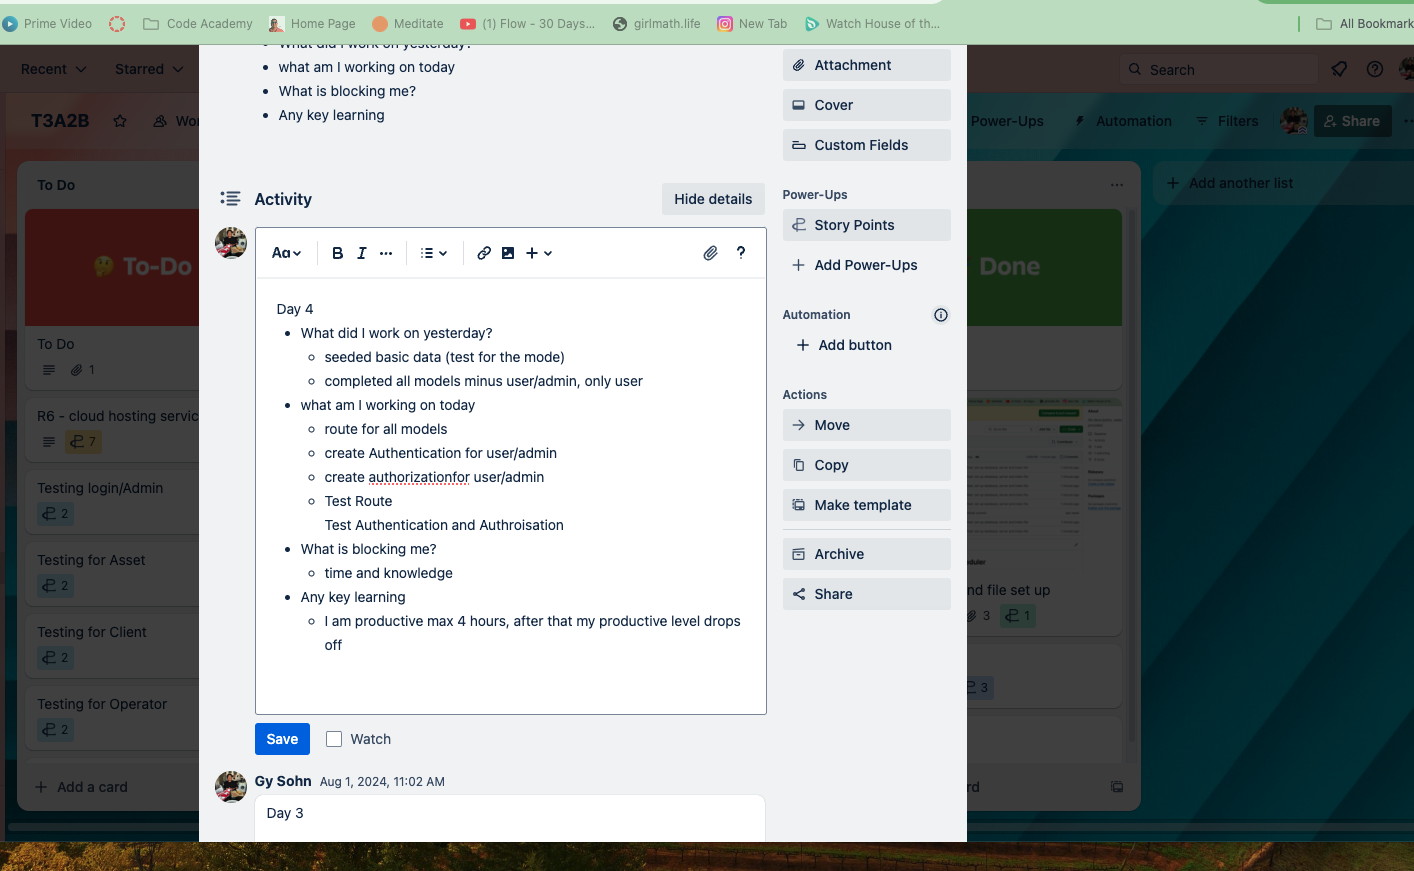 Prime Video
Code Academy
Home Page
Meditate
(1) Flow - 30 Days...
girlmath.life
New Tab
Watch House of th...
All Bookmark
Recent
Starred
Search
T3A2B
Wor
Power-Ups
Automation
Filters
Share
What did I work on yesterday?
what am I working on today
What is blocking me?
Any key learning
Attachment
Cover
Custom Fields
Activity
Hide details
Power-Ups
Story Points
Add Power-Ups
Automation
Add button
Actions
Move
Copy
Make template
Archive
Share
Aa
B
I
?
Day 4
What did I work on yesterday?
seeded basic data (test for the mode)
completed all models minus user/admin, only user
what am I working on today
route for all models
create Authentication for user/admin
create authorizationfor user/admin
Test Route
Test Authentication and Authroisation
What is blocking me?
time and knowledge
Any key learning
I am productive max 4 hours, after that my productive level drops
off
Save
Watch
Gy Sohn Aug 1, 2024, 11:02 AM
Day 3
To Do
To-Do
To Do
1
R6 - cloud hosting servic
7
Testing login/Admin
2
Testing for Asset
2
Testing for Client
2
Testing for Operator
2
Add a card
Done
nd file set up
3
1
3
rd
Add another list